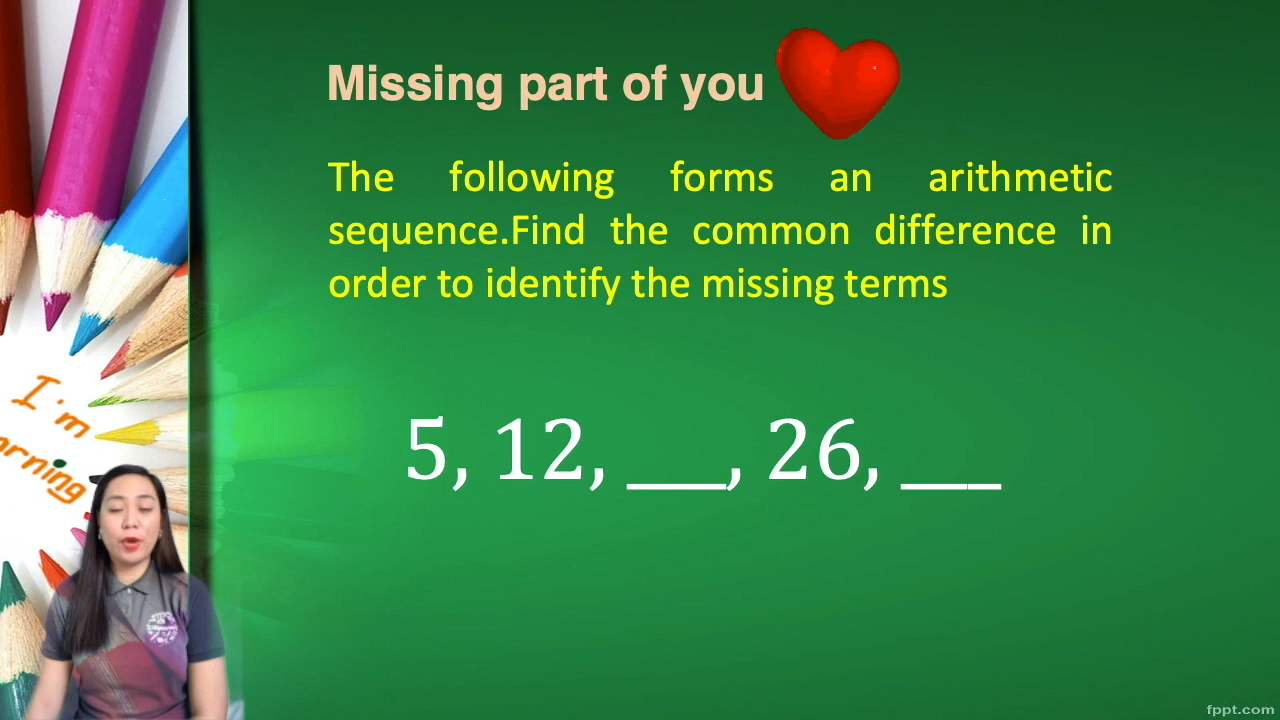 Missing part of you
The following forms an arithmetic
sequence.Find the common difference in
order to identify the missing terms
5, 12, ___, 26, ___
I'm
fppt.com